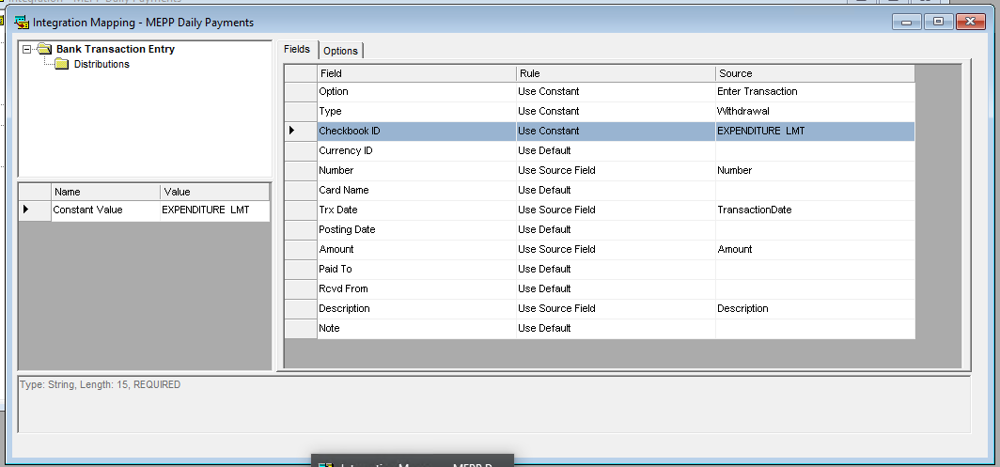 Integration Mapping - MEPP Daily Payments
Bank Transaction Entry
Distributions
Name Value
Constant Value EXPENDITURE LMT
Fields Options
Field Rule Source
Option Use Constant Enter Transaction
Type Use Constant Withdrawal
Checkbook ID Use Constant EXPENDITURE LMT
Currency ID Use Default
Number Use Source Field Number
Card Name Use Default
Trx Date Use Source Field TransactionDate
Posting Date Use Default
Amount Use Source Field Amount
Paid To Use Default
Rcvd From Use Default
Description Use Source Field Description
Note Use Default
Type: String, Length: 15, REQUIRED